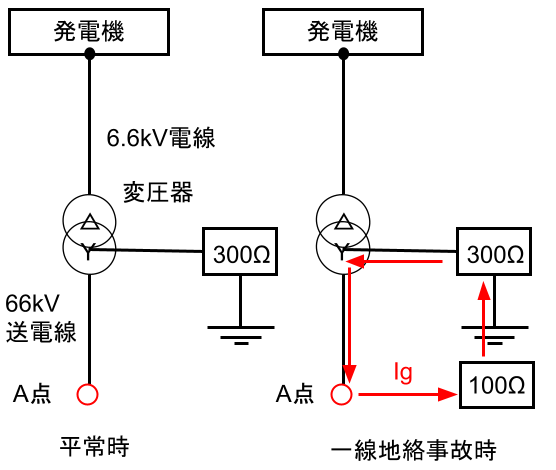 発電機
6.6kV電線
変圧器
Δ
Y
300Ω
66kV
送電線
A点
平常時
発電機
Δ
Y
300Ω
Ig
100Ω
A点
一線地絡事故時